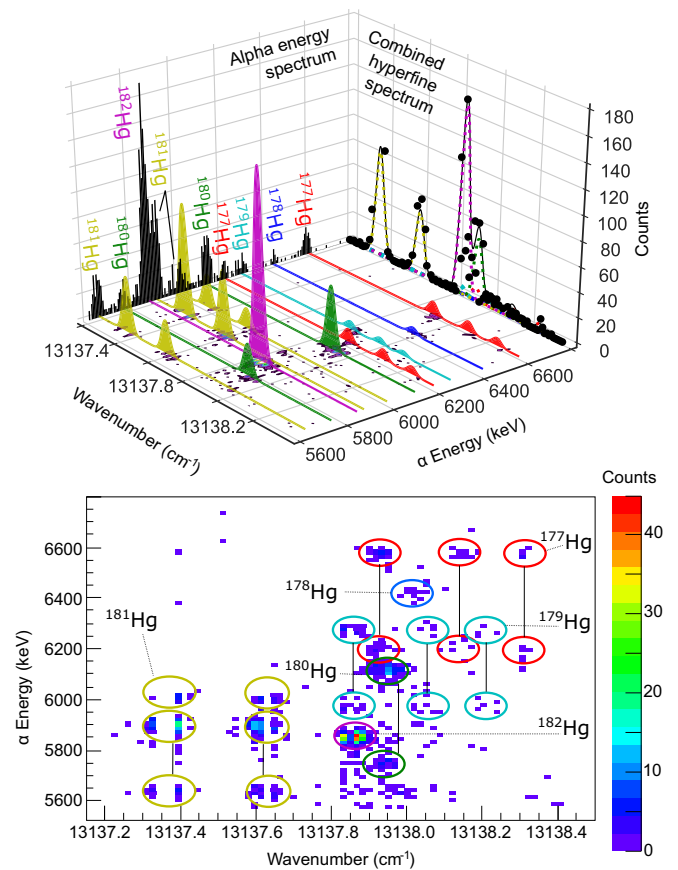 Alpha energy
spectrum
Combined
hyperfine
spectrum
¹⁸²Hg
¹⁸¹Hg
¹⁸¹Hg
¹⁸⁰Hg
¹⁸⁰Hg
¹⁷⁷Hg
¹⁷⁹Hg
¹⁷⁸Hg
¹⁷⁷Hg
180
160
140
120
100
80
60
40
20
0
Counts
13137.4
13137.8
13138.2
Wavenumber (cm⁻¹)
5600
5800
6000
6200
6400
6600
α Energy (keV)
Counts
40
30
20
10
0
6600
6400
6200
6000
5800
5600
α Energy (keV)
¹⁷⁷Hg
¹⁷⁸Hg
¹⁸¹Hg
¹⁷⁹Hg
¹⁸⁰Hg
¹⁸²Hg
13137.2 13137.4 13137.6 13137.8 13138.0 13138.2 13138.4
Wavenumber (cm⁻¹)